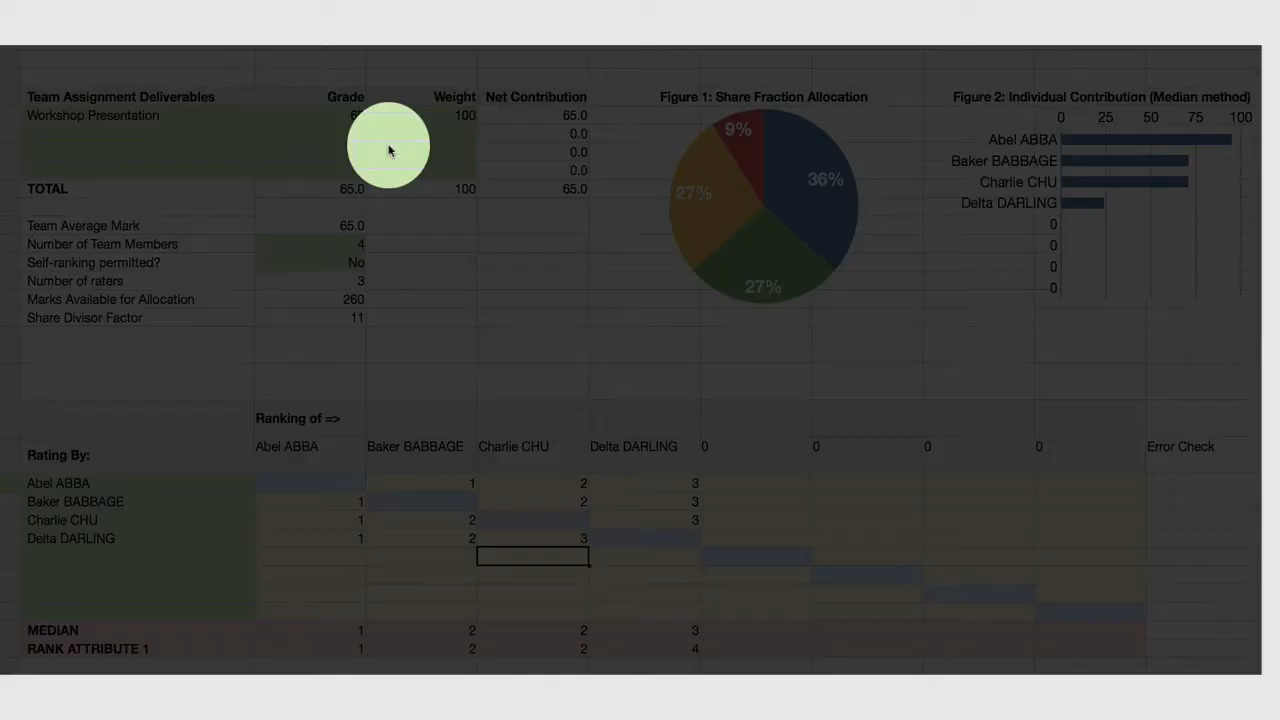 Team Assignment Deliverables Grade Weight Net Contribution
Workshop Presentation 65 100 65.0
0.0
0.0
0.0
TOTAL 65.0 100 65.0
Team Average Mark 65.0
Number of Team Members 4
Self-ranking permitted? No
Number of raters 3
Marks Available for Allocation 260
Share Divisor Factor 11
Figure 1: Share Fraction Allocation
9%
36%
27%
27%
Figure 2: Individual Contribution (Median method)
0 25 50 75 100
Abel ABBA
Baker BABBAGE
Charlie CHU
Delta DARLING
0
0
0
0
Ranking of =>
Rating By: Abel ABBA Baker BABBAGE Charlie CHU Delta DARLING 0 0 0 0 Error Check
Abel ABBA 1 2 3
Baker BABBAGE 1 2 3
Charlie CHU 1 2 3
Delta DARLING 1 2 3
MEDIAN 1 2 2 3
RANK ATTRIBUTE 1 1 2 2 4